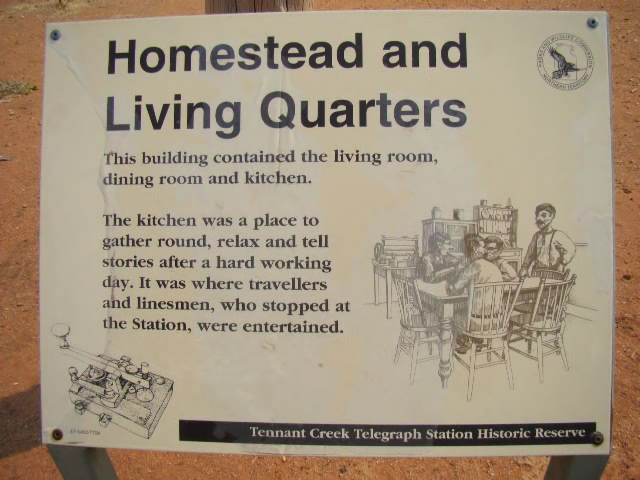 Homestead and
Living Quarters
This building contained the living room,
dining room and kitchen.
The kitchen was a place to
gather round, relax and tell
stories after a hard working
day. It was where travellers
and linesmen, who stopped at
the Station, were entertained.
Tennant Creek Telegraph Station Historic Reserve